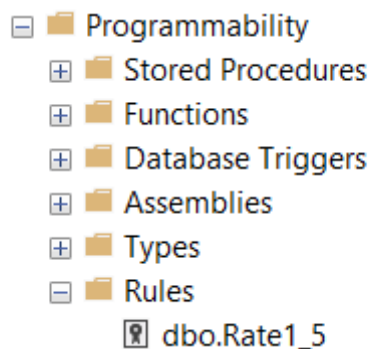 Programmability
Stored Procedures
Functions
Database Triggers
Assemblies
Types
Rules
dbo.Rate1_5